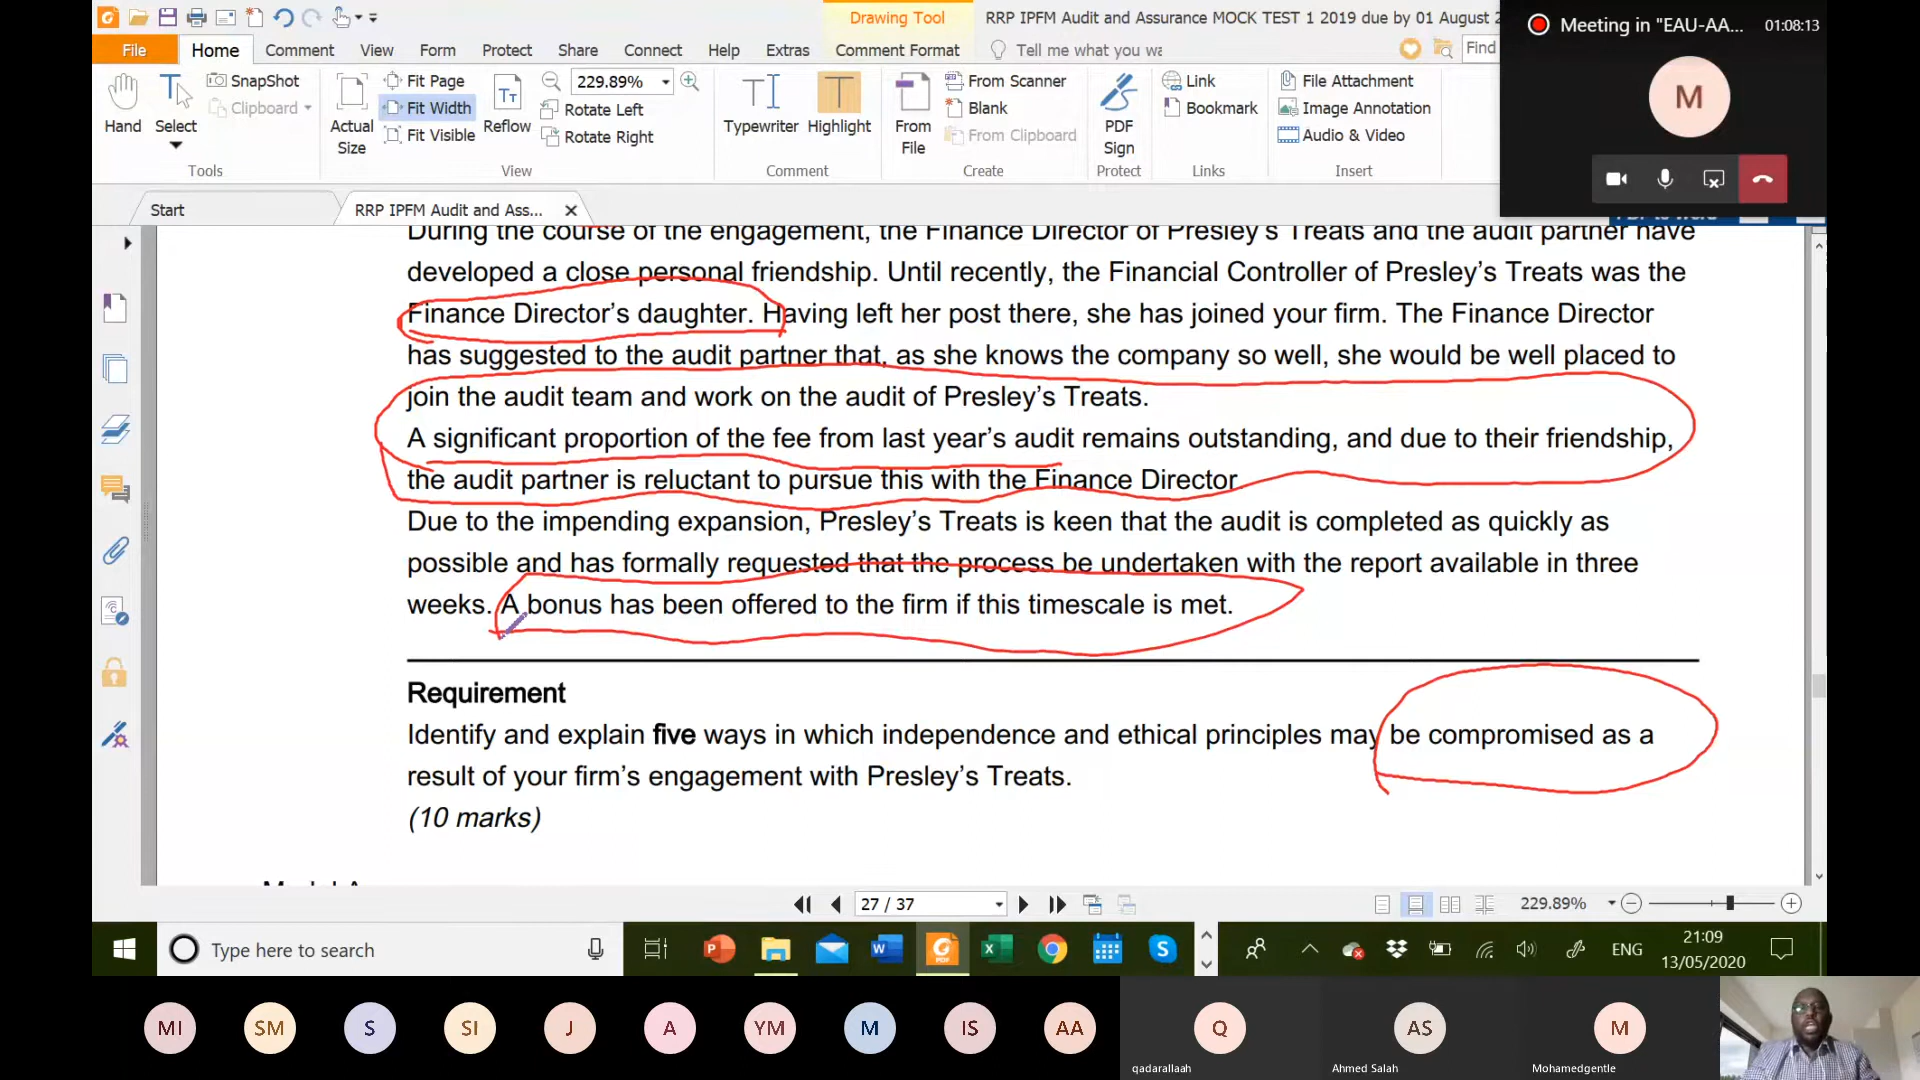 Drawing Tool
RRP IPFM Audit and Assurance MOCK TEST 1 2019 due by 01 August 2
Meeting in "EAU-AA... 01:08:13
File Home Comment View Form Protect Share Connect Help Extras Comment Format Tell me what you wa Find
M
SnapShot Fit Page 229.89% From Scanner Link File Attachment
Clipboard Fit Width Rotate Left Blank Bookmark Image Annotation
Hand Select Actual Size Fit Visible Reflow Rotate Right Typewriter Highlight From File From Clipboard PDF Sign Audio & Video
Tools View Comment Create Protect Links Insert
Start RRP IPFM Audit and Ass...
During the course of the engagement, the Finance Director of Presley's Treats and the audit partner have
developed a close personal friendship. Until recently, the Financial Controller of Presley's Treats was the
Finance Director's daughter. Having left her post there, she has joined your firm. The Finance Director
has suggested to the audit partner that, as she knows the company so well, she would be well placed to
join the audit team and work on the audit of Presley's Treats.
A significant proportion of the fee from last year's audit remains outstanding, and due to their friendship,
the audit partner is reluctant to pursue this with the Finance Director
Due to the impending expansion, Presley's Treats is keen that the audit is completed as quickly as
possible and has formally requested that the process be undertaken with the report available in three
weeks. A bonus has been offered to the firm if this timescale is met.
Requirement
Identify and explain five ways in which independence and ethical principles may be compromised as a
result of your firm's engagement with Presley's Treats.
(10 marks)
27 / 37 229.89%
Type here to search ENG 21:09
13/05/2020
MI SM S SI J A YM M IS AA Q AS M
qadarallaah Ahmed Salah Mohamedgentle